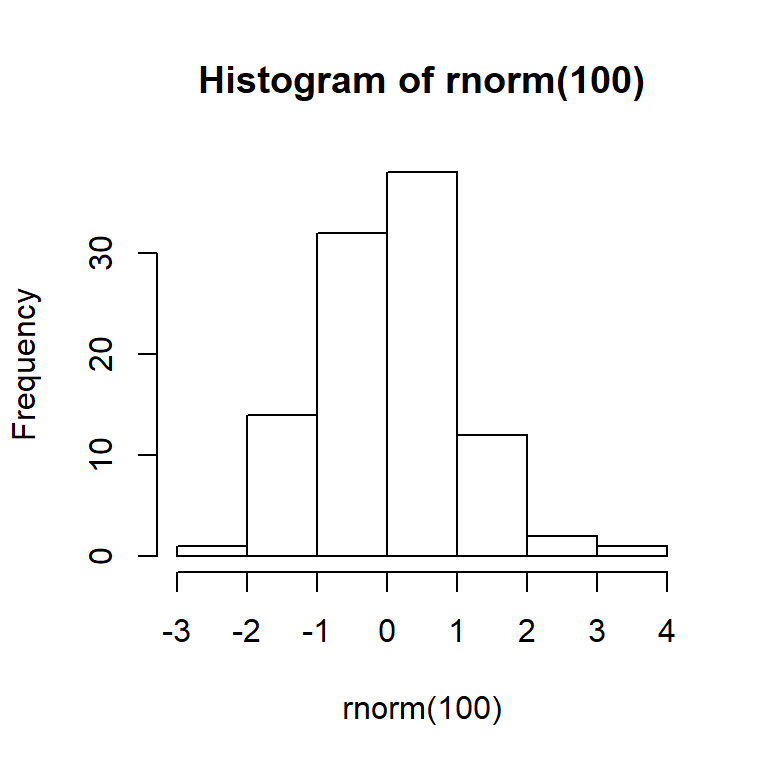 Histogram of rnorm(100)
Frequency
30
20
10
0
-3 -2 -1 0 1 2 3 4
rnorm(100)